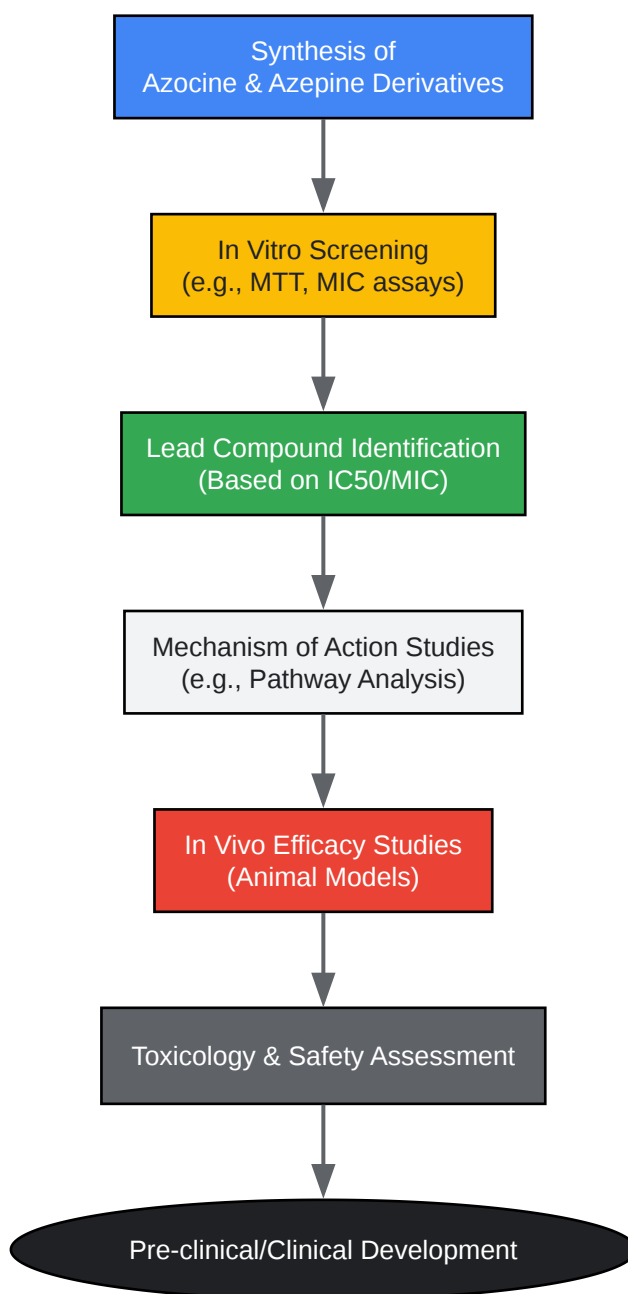 Synthesis of
Azocine & Azepine Derivatives
In Vitro Screening
(e.g., MTT, MIC assays)
Lead Compound Identification
(Based on IC50/MIC)
Mechanism of Action Studies
(e.g., Pathway Analysis)
In Vivo Efficacy Studies
(Animal Models)
Toxicology & Safety Assessment
Pre-clinical/Clinical Development